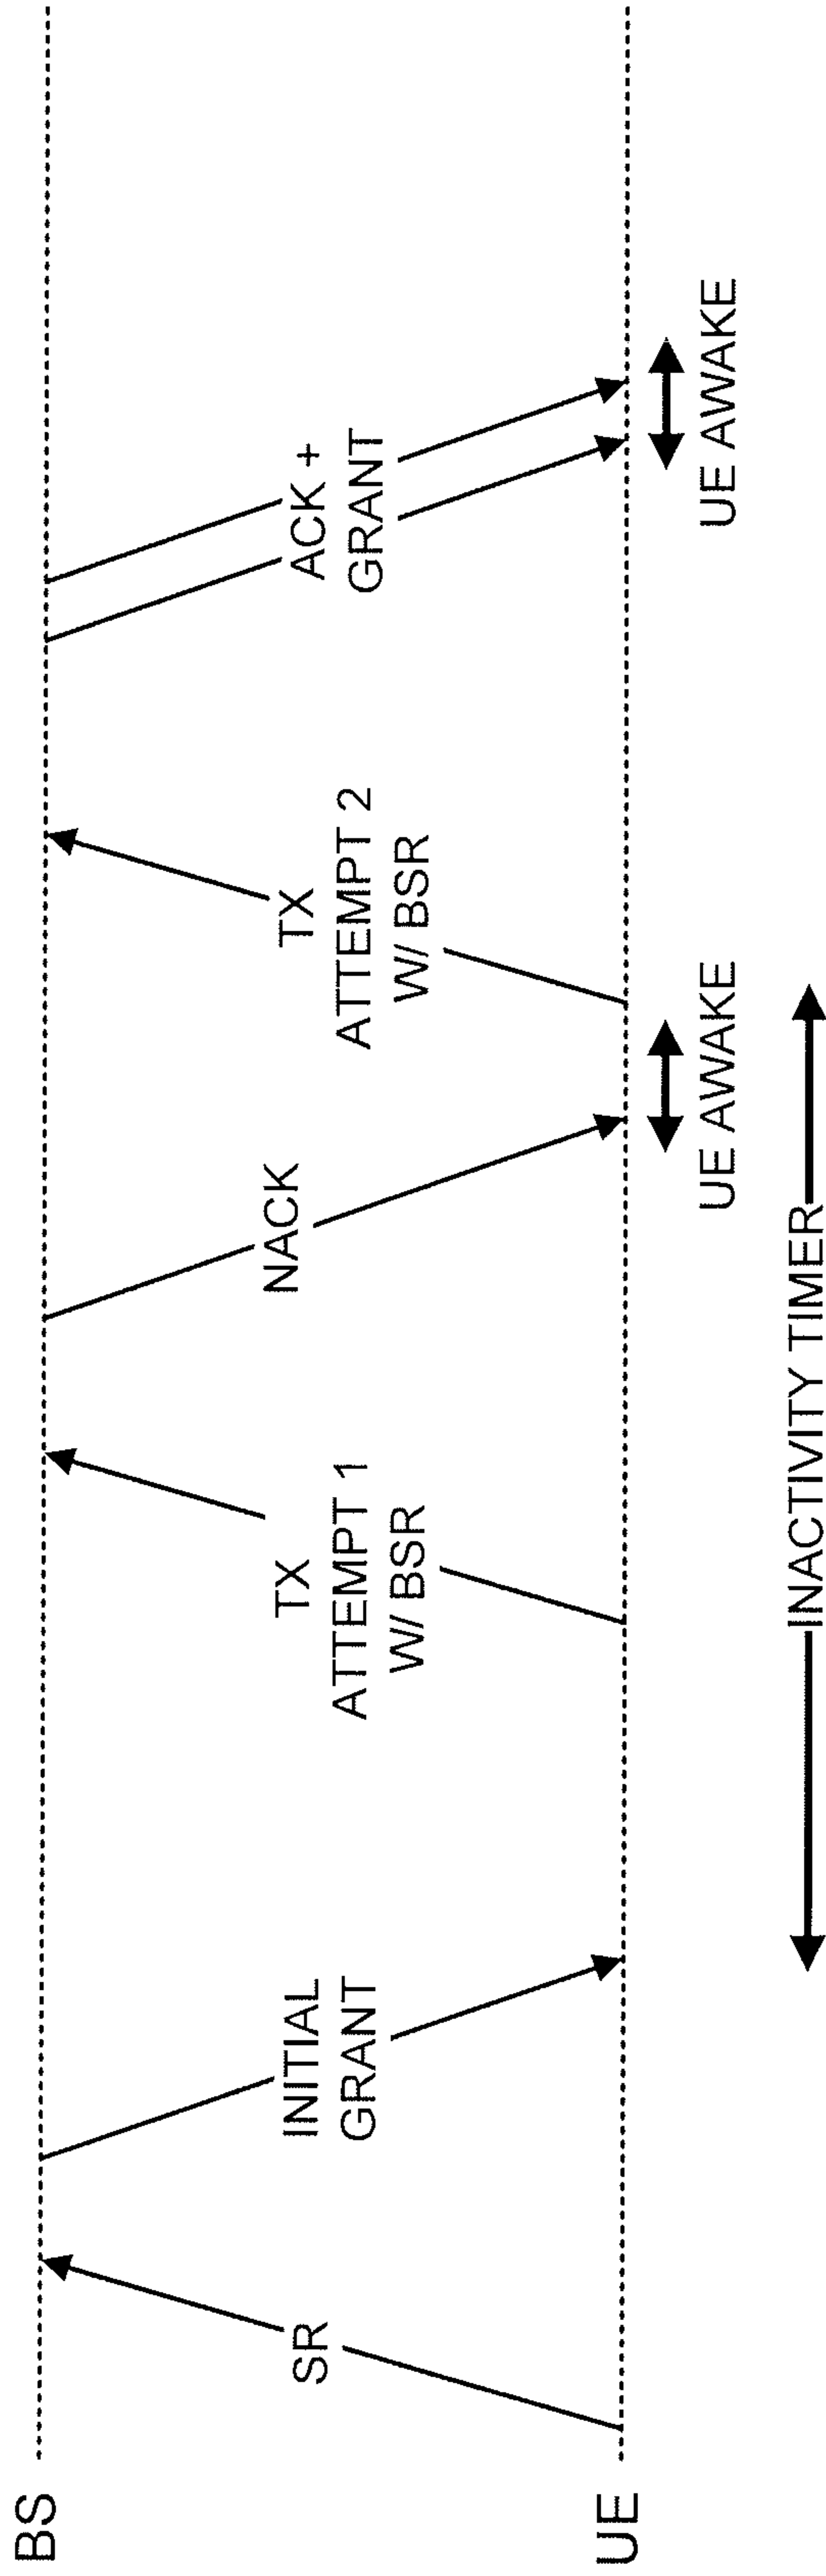 BS
UE
SR
INITIAL
GRANT
TX
ATTEMPT 1
W/ BSR
NACK
TX
ATTEMPT 2
W/ BSR
ACK +
GRANT
UE AWAKE
UE AWAKE
INACTIVITY TIMER